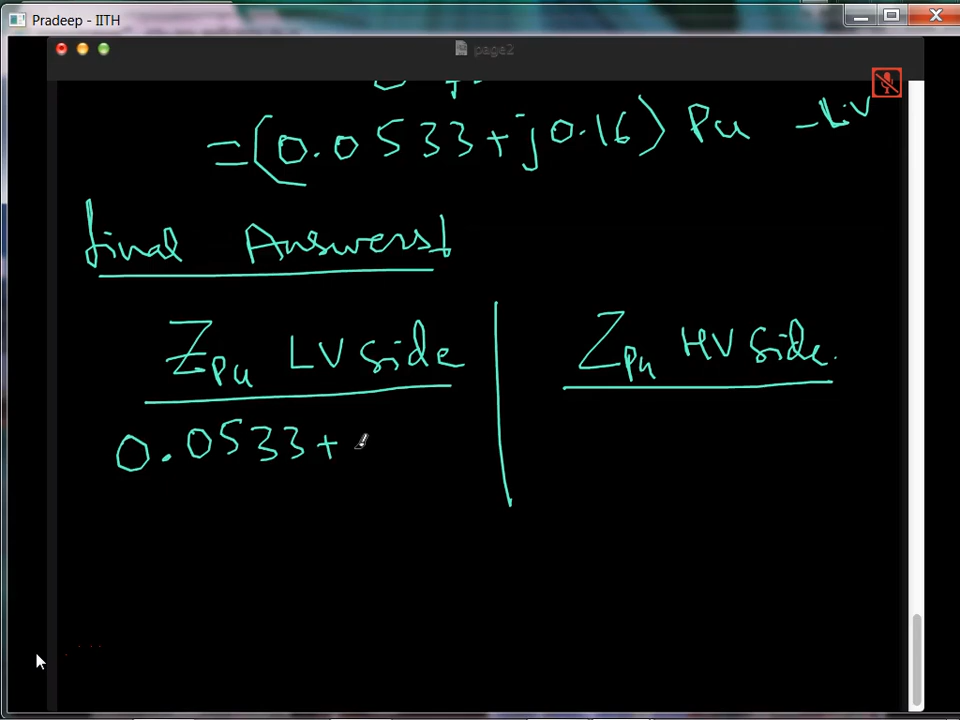 Pradeep - IITH
page2
=(0.0533+j0.16) Pu - LV
final Answers!
Zpu LV side
Zpu HV side.
0.0533+